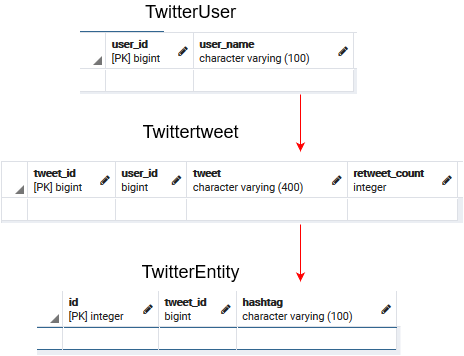 TwitterUser
user_id user_name
[PK] bigint character varying (100)
Twittertweet
tweet_id user_id tweet retweet_count
[PK] bigint bigint character varying (400) integer
TwitterEntity
id tweet_id hashtag
[PK] integer bigint character varying (100)